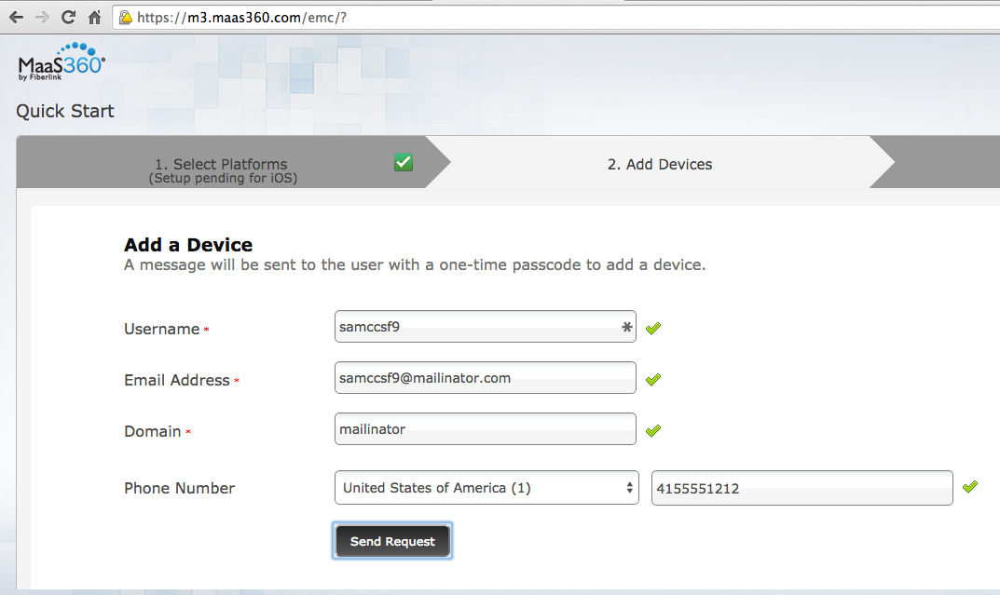 https://m3.maas360.com/emc/?
MaaS360
by Fiberlink
Quick Start
1. Select Platforms
(Setup pending for iOS)
2. Add Devices
Add a Device
A message will be sent to the user with a one-time passcode to add a device.
Username *
samccsf9
Email Address *
samccsf9@mailinator.com
Domain *
mailinator
Phone Number
United States of America (1)
4155551212
Send Request